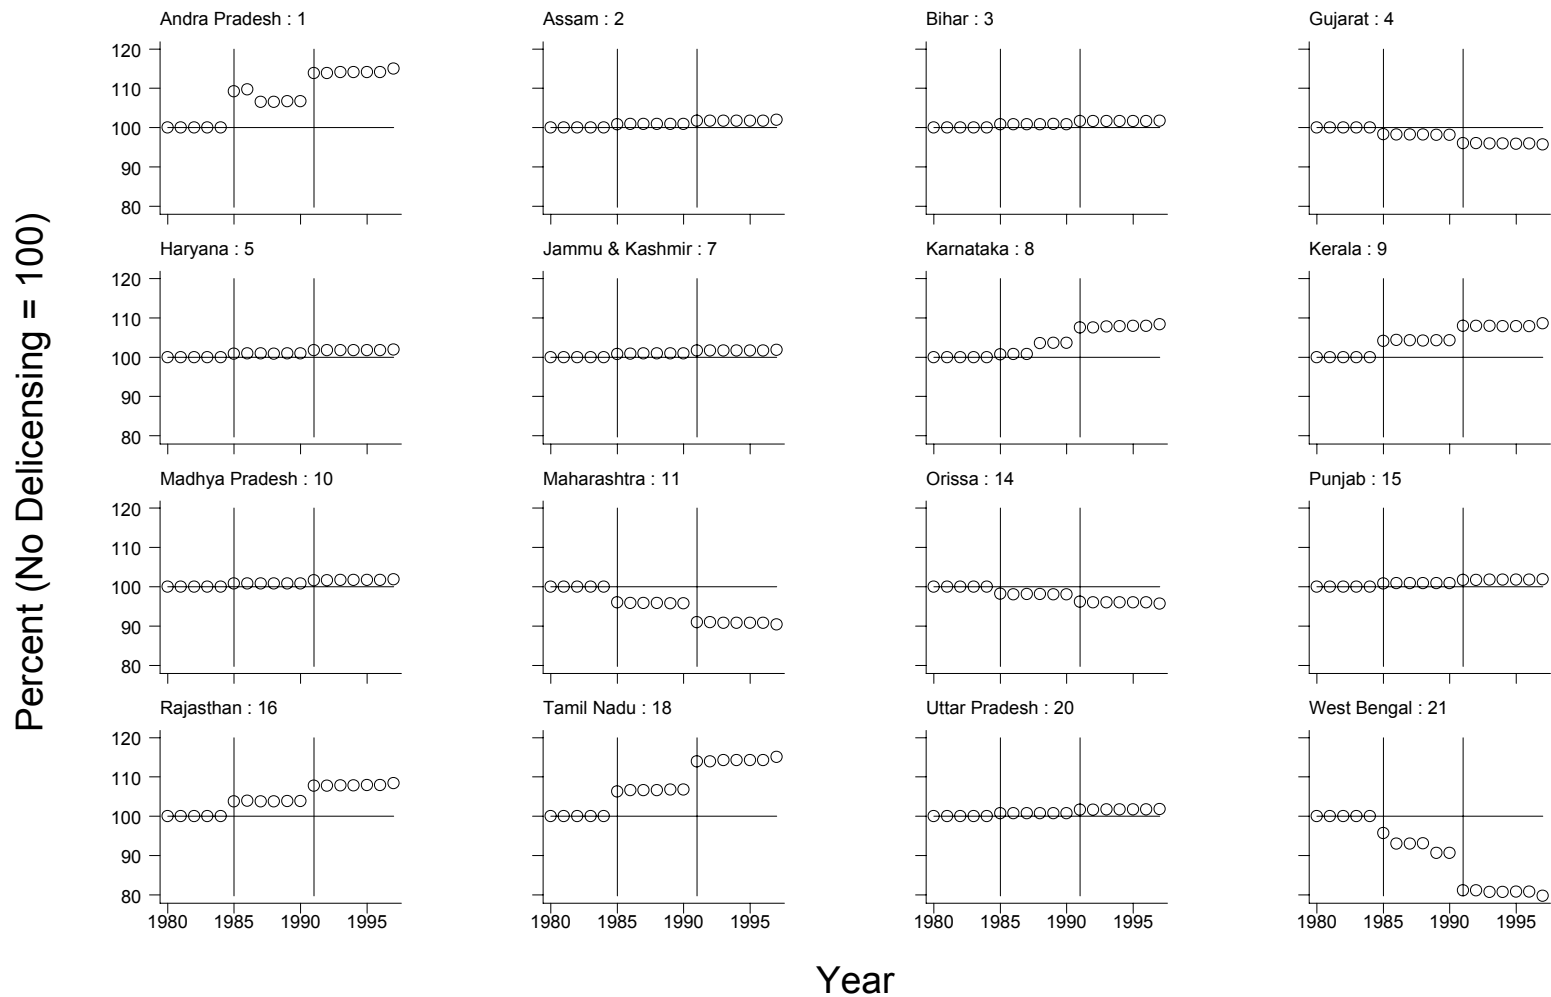 Percent (No Delicensing = 100)
Andra Pradesh : 1
Assam : 2
Bihar : 3
Gujarat : 4
120
110
100
90
80
Haryana : 5
Jammu & Kashmir : 7
Karnataka : 8
Kerala : 9
120
110
100
90
80
Madhya Pradesh : 10
Maharashtra : 11
Orissa : 14
Punjab : 15
120
110
100
90
80
Rajasthan : 16
Tamil Nadu : 18
Uttar Pradesh : 20
West Bengal : 21
120
110
100
90
80
1980 1985 1990 1995
1980 1985 1990 1995
1980 1985 1990 1995
1980 1985 1990 1995
Year